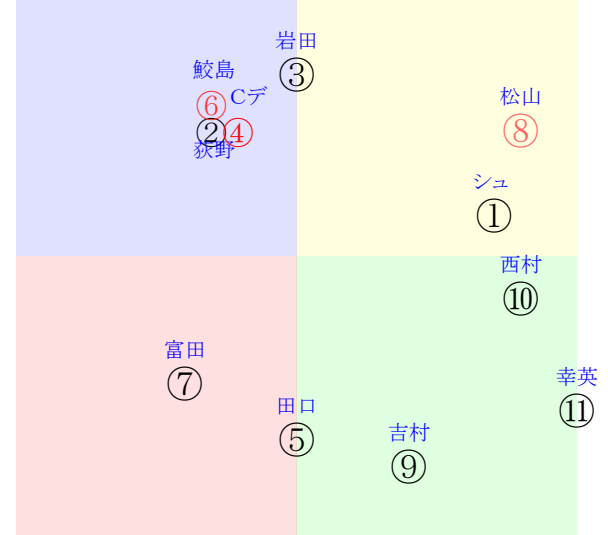 岩田
③
鮫島
⑥
Cデ
②④
荻野
松山
⑧
シュ
①
西村
⑩
富田
⑦
幸英
⑪
田口
⑤
吉村
⑨